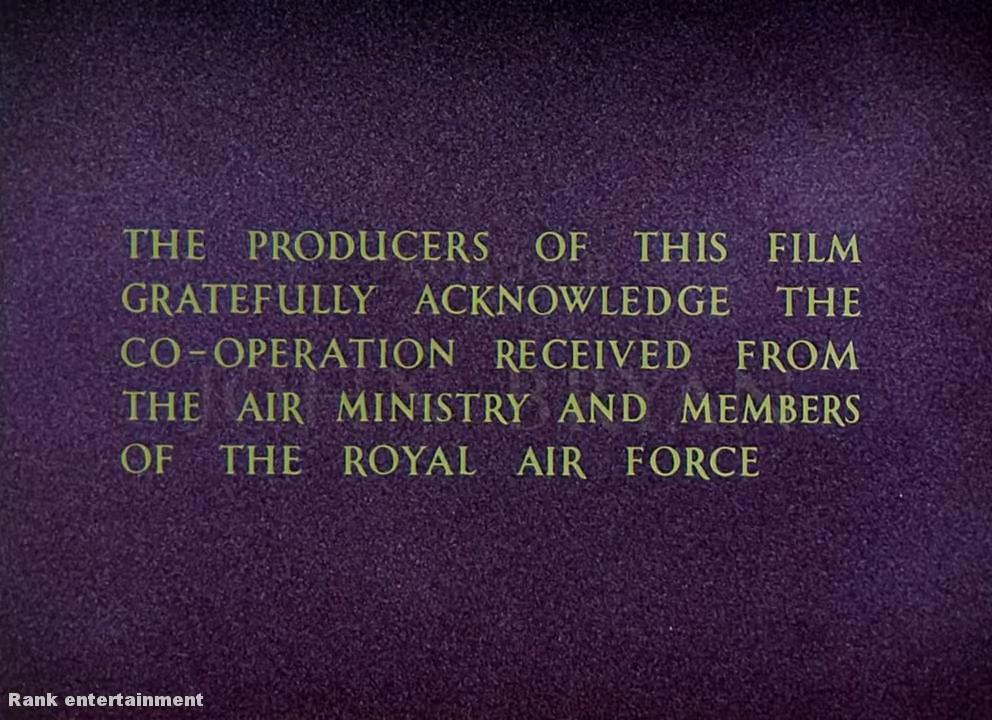 THE PRODUCERS OF THIS FILM
GRATEFULLY ACKNOWLEDGE THE
CO-OPERATION RECEIVED FROM
THE AIR MINISTRY AND MEMBERS
OF THE ROYAL AIR FORCE
Rank entertainment